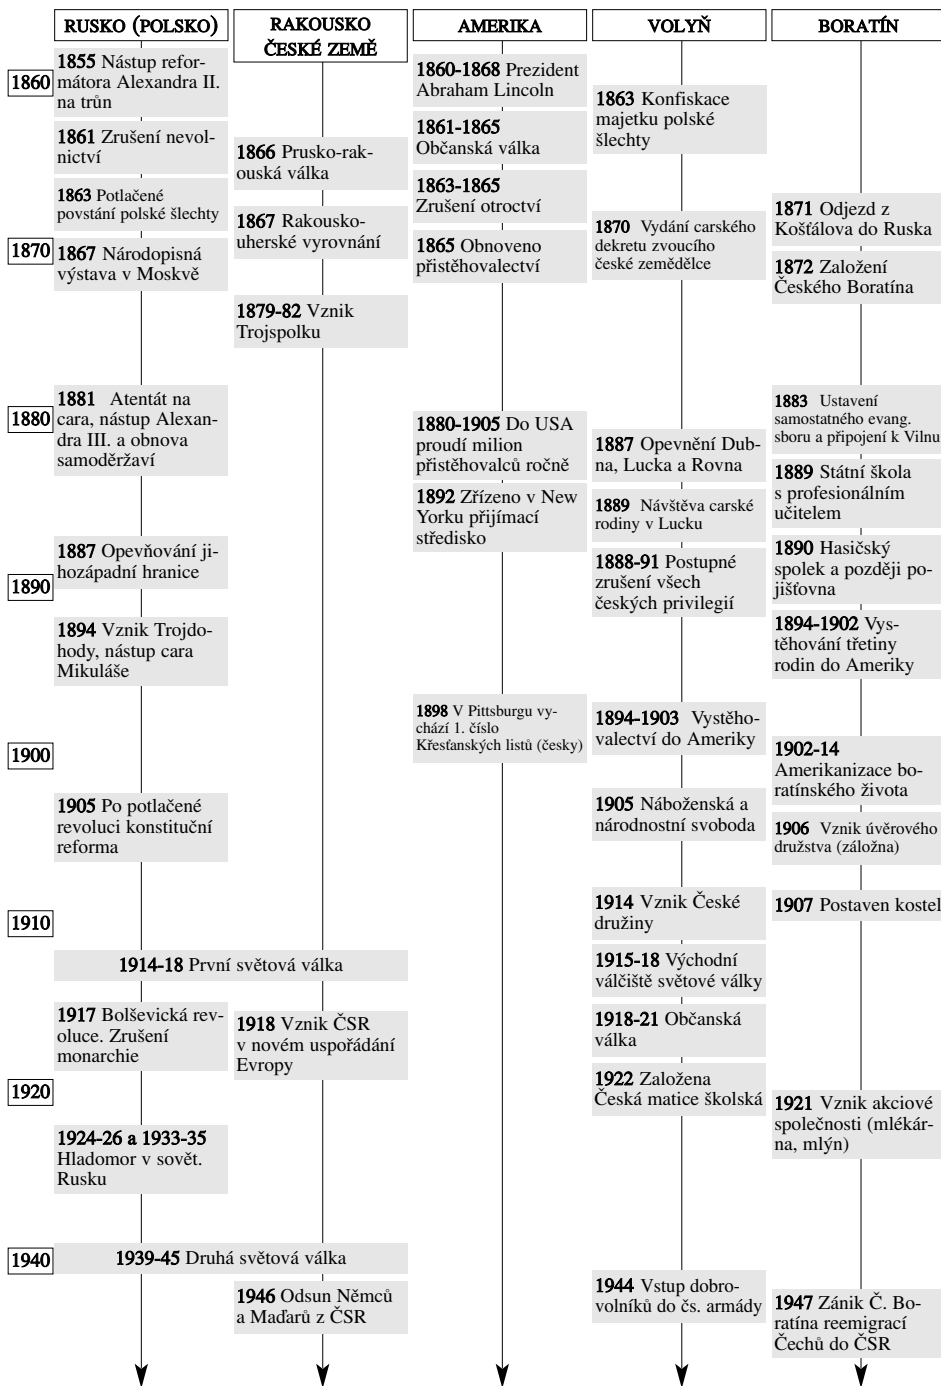 RUSKO (POLSKO)
RAKOUSKO
ČESKÉ ZEMĚ
AMERIKA
VOLYŇ
BORATÍN
1860
1870
1880
1890
1900
1910
1920
1940
1855 Nástup refor-
mátora Alexandra II.
na trůn
1861 Zrušení nevol-
nictví
1863 Potlačené
povstání polské šlechty
1867 Národopisná
výstava v Moskvě
1881 Atentát na
cara, nástup Alexan-
dra III. a obnova
samoděržaví
1887 Opevňování ji-
hozápadní hranice
1894 Vznik Trojdo-
hody, nástup cara
Mikuláše
1905 Po potlačené
revoluci konstituční
reforma
1914-18 První světová válka
1917 Bolševická rev-
oluce. Zrušení
monarchie
1924-26 a 1933-35
Hladomor v sovět.
Rusku
1939-45 Druhá světová válka
1866 Prusko-rak-
ouská válka
1867 Rakousko-
uherské vyrovnání
1879-82 Vznik
Trojspolku
1918 Vznik ČSR
v novém uspořádání
Evropy
1946 Odsun Němců
a Maďarů z ČSR
1860-1868 Prezident
Abraham Lincoln
1861-1865
Občanská válka
1863-1865
Zrušení otroctví
1865 Obnoveno
přistěhovalectví
1880-1905 Do USA
proudí milion
přistěhovalců ročně
1892 Zřízeno v New
Yorku přijímací
středisko
1898 V Pittsburgu vy-
chází 1. číslo
Křesťanských listů (česky)
1863 Konfiskace
majetku polské
šlechty
1870 Vydání carského
dekretu zvoucího
české zemědělce
1887 Opevnění Dub-
na, Lucka a Rovna
1889 Návštěva carské
rodiny v Lucku
1888-91 Postupné
zrušení všech
českých privilegií
1894-1903 Vystěho-
valectví do Ameriky
1905 Náboženská a
národnostní svoboda
1914 Vznik České
družiny
1915-18 Východní
válčiště světové války
1918-21 Občanská
válka
1922 Založena
Česká matice školská
1944 Vstup dobro-
volníků do čs. armády
1871 Odjezd z
Košťálova do Ruska
1872 Založení
Českého Boratína
1883 Ustavení
samostatného evang.
sboru a připojení k Vilnu
1889 Státní škola
s profesionálním
učitelem
1890 Hasičský
spolek a později po-
jišťovna
1894-1902 Vys-
těhování třetiny
rodin do Ameriky
1902-14
Amerikanizace bo-
ratínského života
1906 Vznik úvěrového
družstva (záložna)
1907 Postaven kostel
1921 Vznik akciové
společnosti (mlékár-
na, mlýn)
1947 Zánik Č. Bo-
ratína reemigrací
Čechů do ČSR